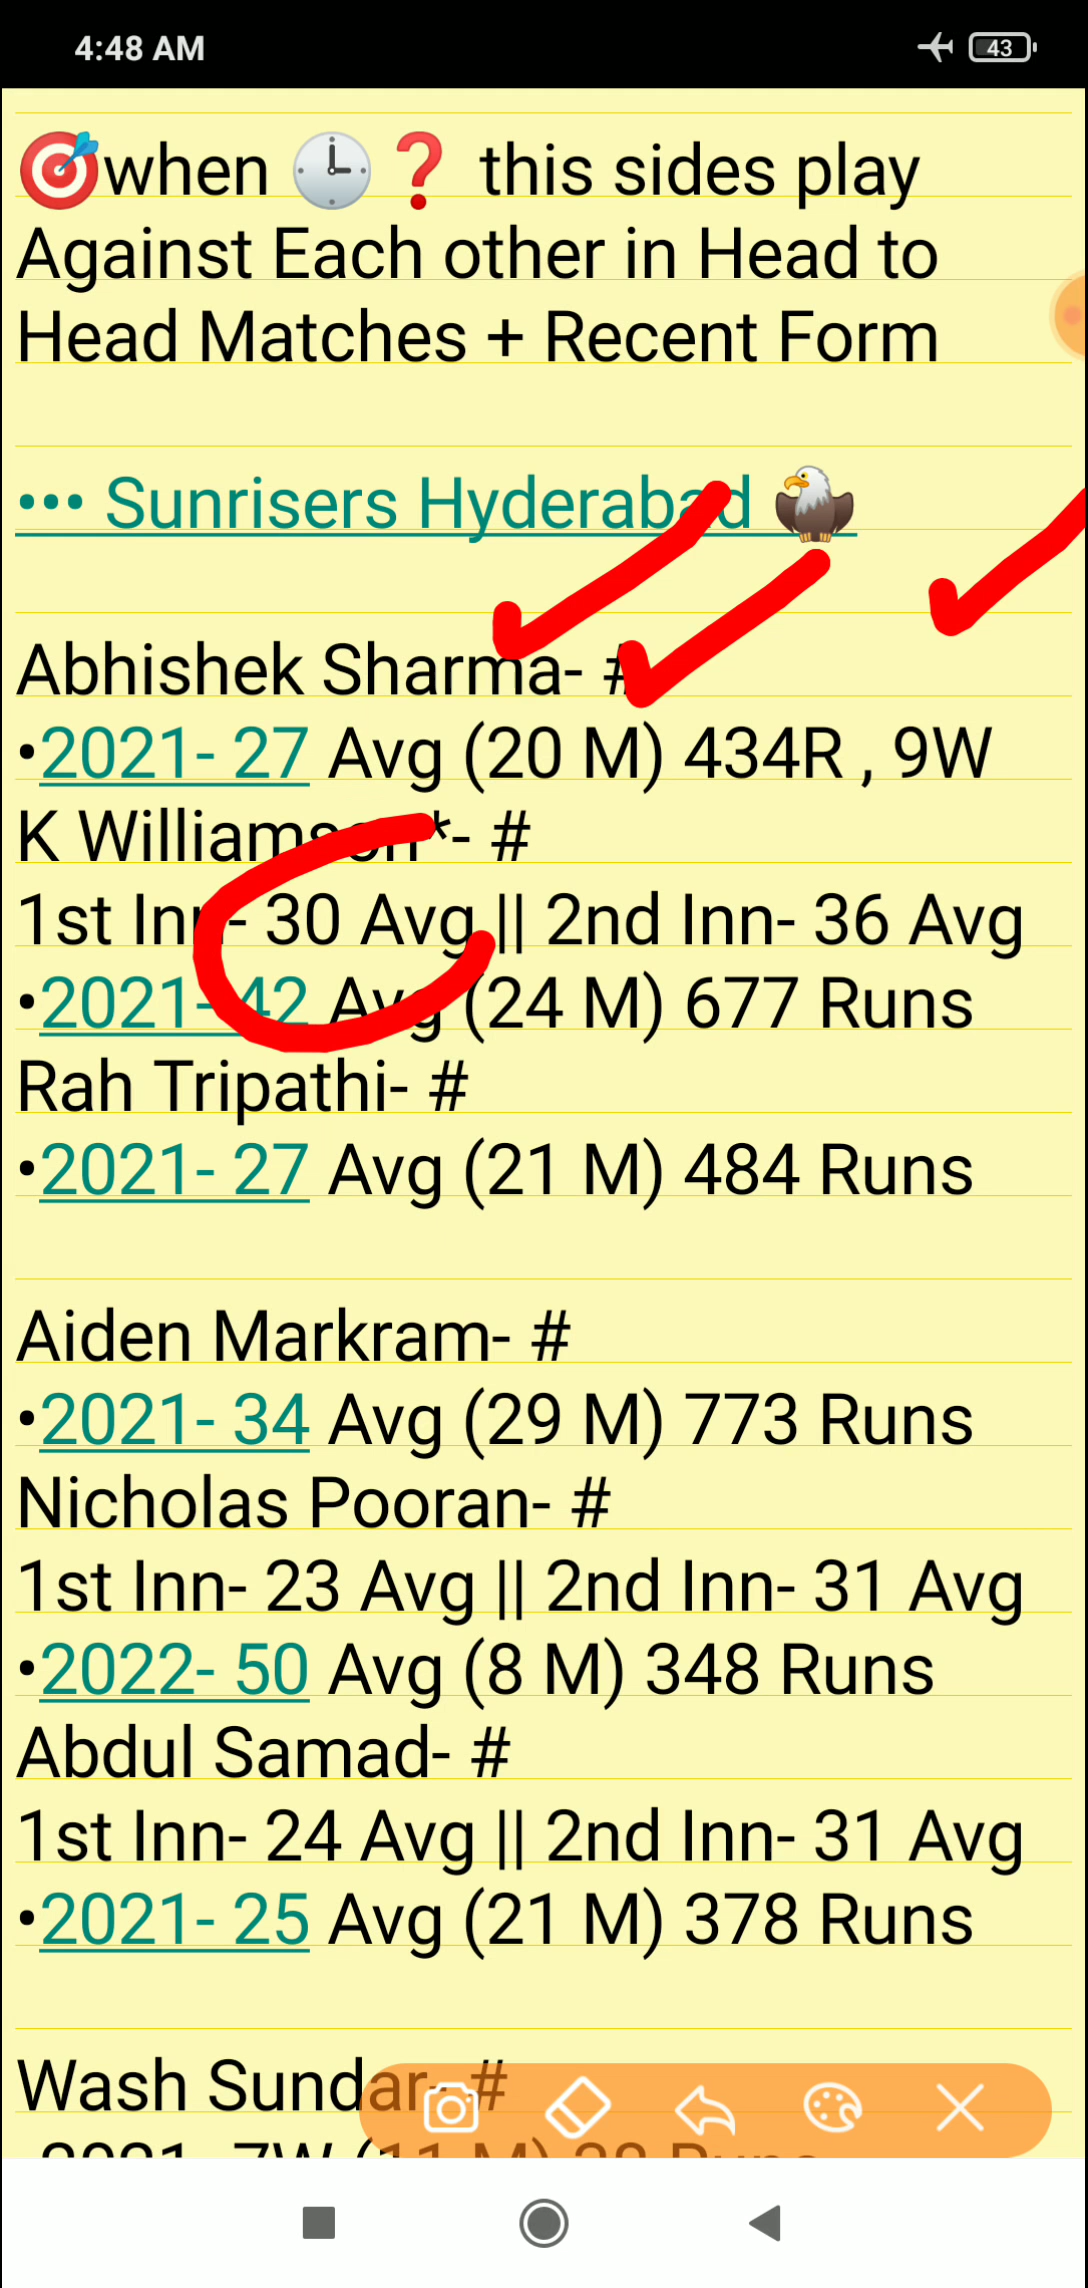 4:48 AM
43
when this sides play
Against Each other in Head to
Head Matches + Recent Form
••• Sunrisers Hyderabad
Abhishek Sharma- #
•2021- 27 Avg (20 M) 434R , 9W
K Williamson*- #
1st Inn- 30 Avg || 2nd Inn- 36 Avg
•2021- 42 Avg (24 M) 677 Runs
Rah Tripathi- #
•2021- 27 Avg (21 M) 484 Runs
Aiden Markram- #
•2021- 34 Avg (29 M) 773 Runs
Nicholas Pooran- #
1st Inn- 23 Avg || 2nd Inn- 31 Avg
•2022- 50 Avg (8 M) 348 Runs
Abdul Samad- #
1st Inn- 24 Avg || 2nd Inn- 31 Avg
•2021- 25 Avg (21 M) 378 Runs
Wash Sundar- #